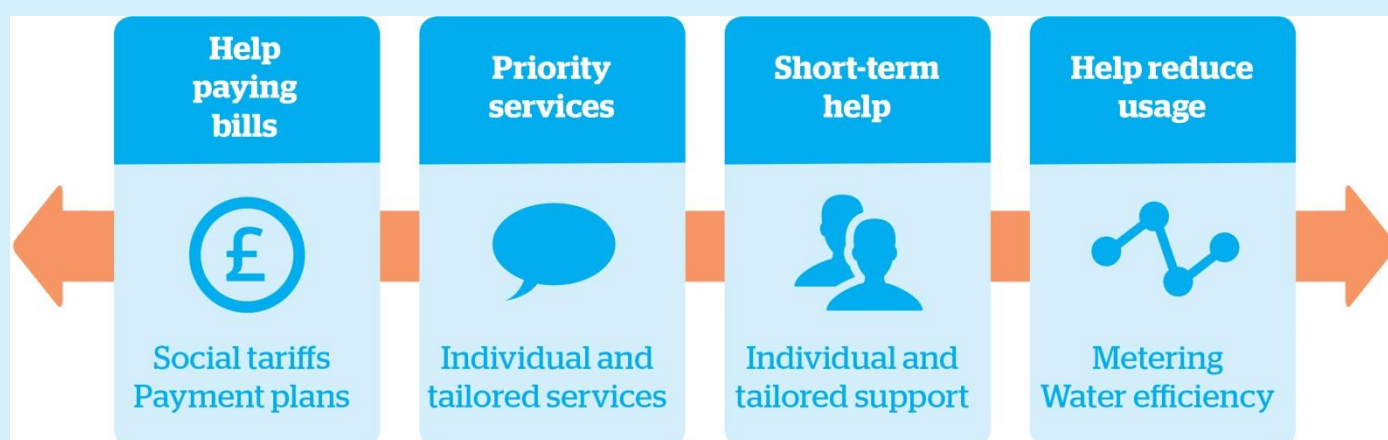 Help
paying
bills
Priority
services
Short-term
help
Help reduce
usage
£
Social tariffs
Payment plans
Individual and
tailored services
Individual and
tailored support
Metering
Water efficiency